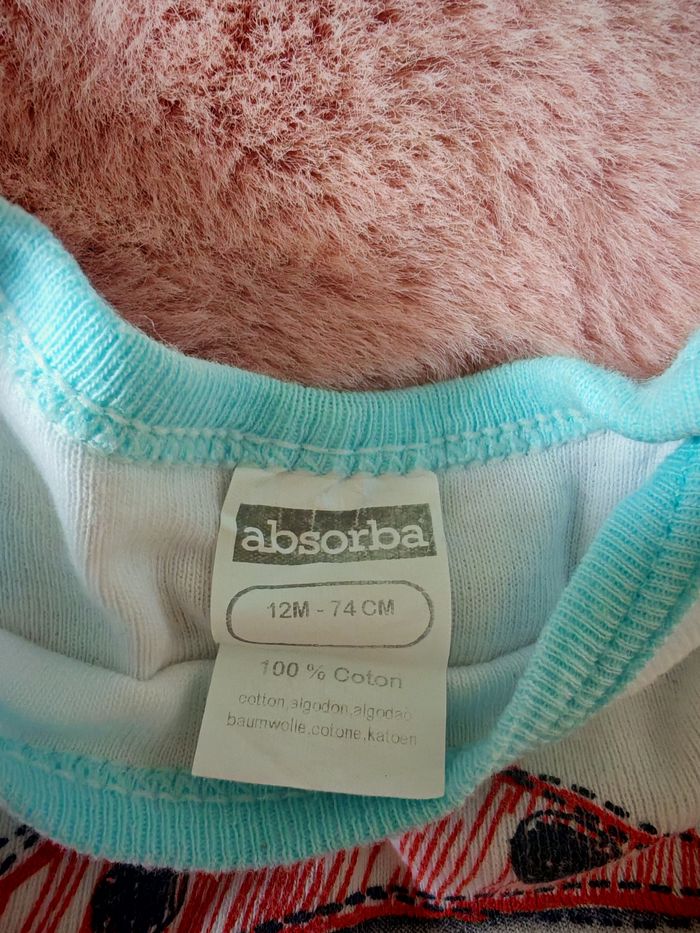 absorba
12M - 74 CM
100 % Coton
cotton,algodon,algodao
baumwolle.cotone,katoen